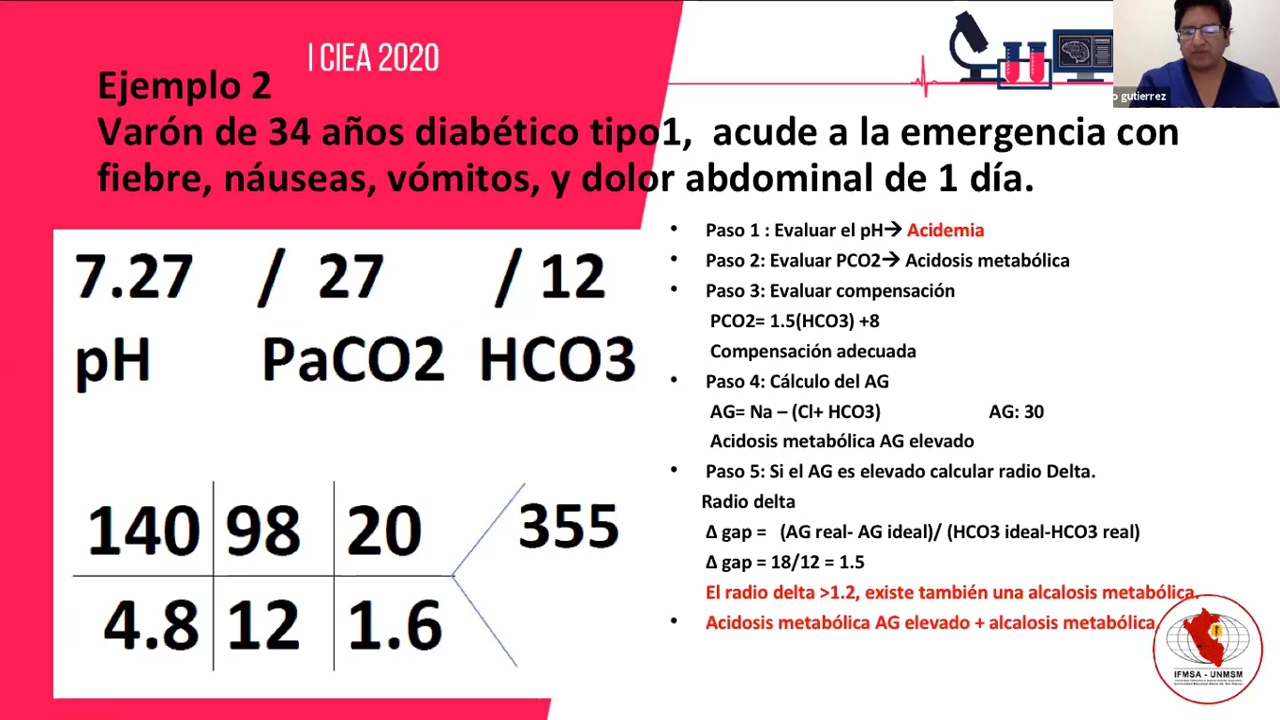 I CIEA 2020
Ejemplo 2
Varón de 34 años diabético tipo1, acude a la emergencia con
fiebre, náuseas, vómitos, y dolor abdominal de 1 día.
o gutierrez
7.27 / 27 / 12
pH PaCO2 HCO3
140 98 20 355
4.8 12 1.6
• Paso 1 : Evaluar el pH→ Acidemia
• Paso 2: Evaluar PCO2→ Acidosis metabólica
• Paso 3: Evaluar compensación
PCO2= 1.5(HCO3) +8
Compensación adecuada
• Paso 4: Cálculo del AG
AG= Na – (Cl+ HCO3) AG: 30
Acidosis metabólica AG elevado
• Paso 5: Si el AG es elevado calcular radio Delta.
Radio delta
Δ gap = (AG real- AG ideal)/ (HCO3 ideal-HCO3 real)
Δ gap = 18/12 = 1.5
El radio delta >1.2, existe también una alcalosis metabólica.
• Acidosis metabólica AG elevado + alcalosis metabólica.
IFMSA - UNMSM